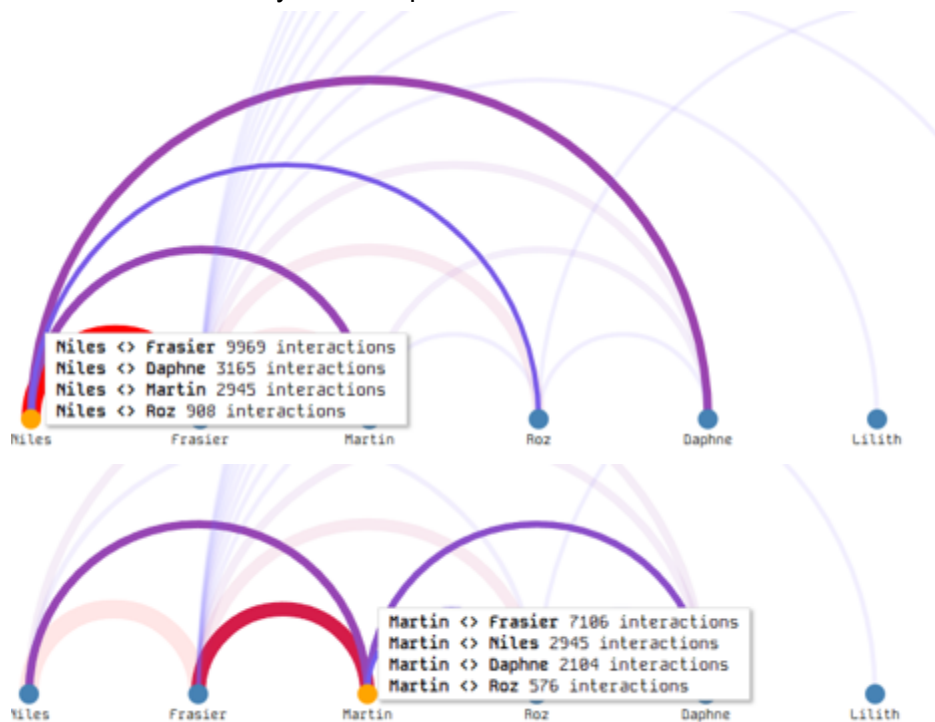 Niles <> Frasier 9969 interactions
Niles <> Daphne 3165 interactions
Niles <> Martin 2945 interactions
Niles <> Roz 908 interactions
Niles Frasier Martin Roz Daphne Lilith
Martin <> Frasier 7106 interactions
Martin <> Niles 2945 interactions
Martin <> Daphne 2104 interactions
Martin <> Roz 576 interactions
Niles Frasier Martin Roz Daphne Lilith